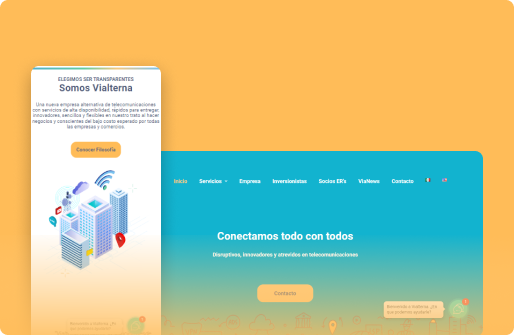 ELEGIMOS SER TRANSPARENTES
Somos Vialterna
Una nueva empresa alternativa de telecomunicaciones
con servicios de alta disponibilidad, rápidos para entregar,
innovadores, sencillos y flexibles en nuestro trato al hacer
negocios y conscientes del bajo costo esperado por todas
las empresas y comercios.
Conocer Filosofía
Inicio Servicios Empresa Inversionistas Socios ER's ViaNews Contacto
Conectamos todo con todos
Disruptivos, innovadores y atrevidos en telecomunicaciones
Contacto
Bienvenido a Vialterna ¿En
que podemos ayudarte?